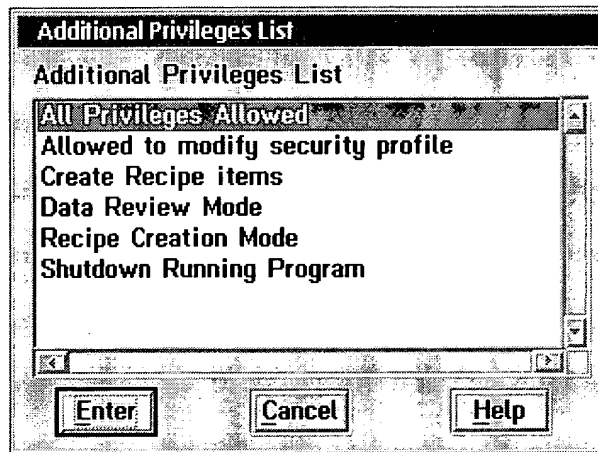 Additional Privileges List
Additional Privileges List
All Privileges Allowed
Allowed to modify security profile
Create Recipe items
Data Review Mode
Recipe Creation Mode
Shutdown Running Program
Enter Cancel Help